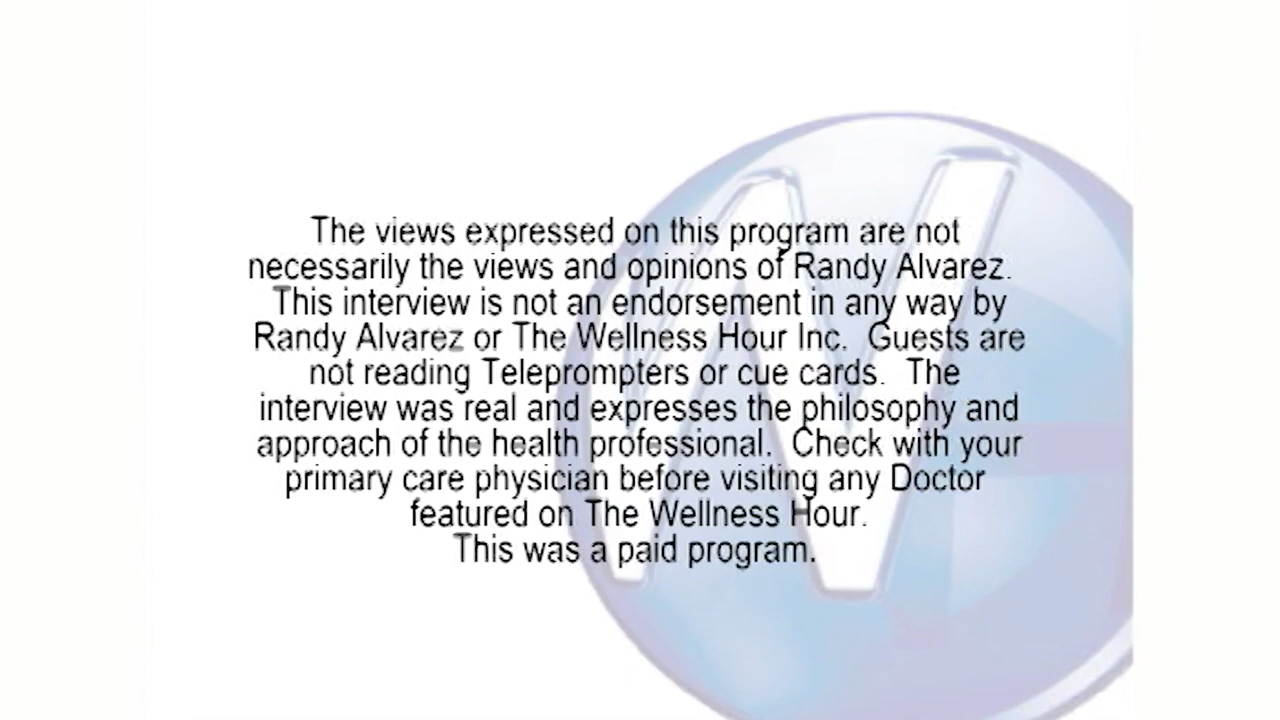 The views expressed on this program are not
necessarily the views and opinions of Randy Alvarez.
This interview is not an endorsement in any way by
Randy Alvarez or The Wellness Hour Inc.  Guests are
not reading Teleprompters or cue cards.  The
interview was real and expresses the philosophy and
approach of the health professional.  Check with your
primary care physician before visiting any Doctor
featured on The Wellness Hour.
This was a paid program.